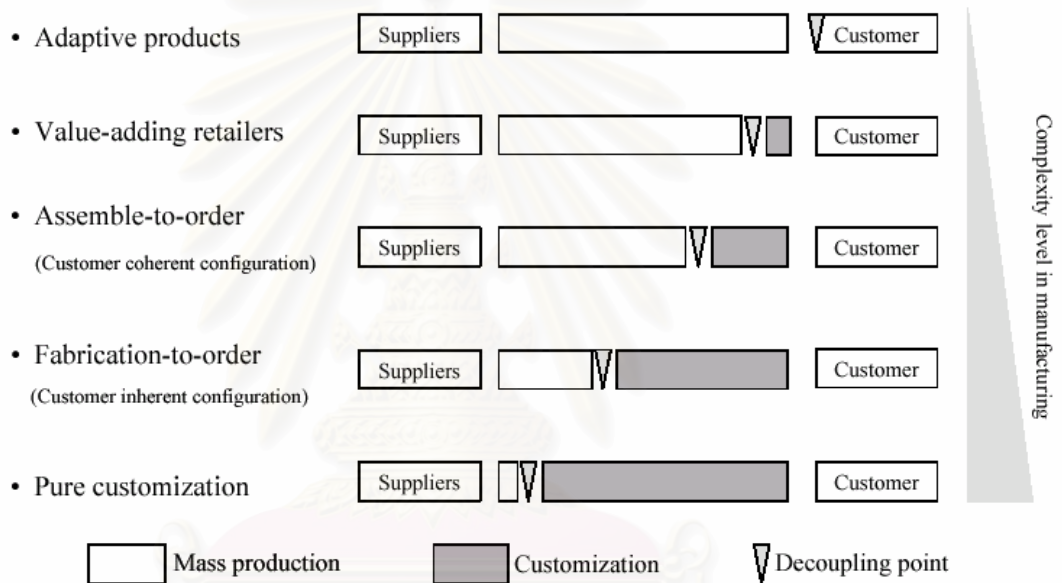 • Adaptive products Suppliers Customer
• Value-adding retailers Suppliers Customer
• Assemble-to-order
(Customer coherent configuration) Suppliers Customer
• Fabrication-to-order
(Customer inherent configuration) Suppliers Customer
• Pure customization Suppliers Customer
Complexity level in manufacturing
Mass production Customization Decoupling point